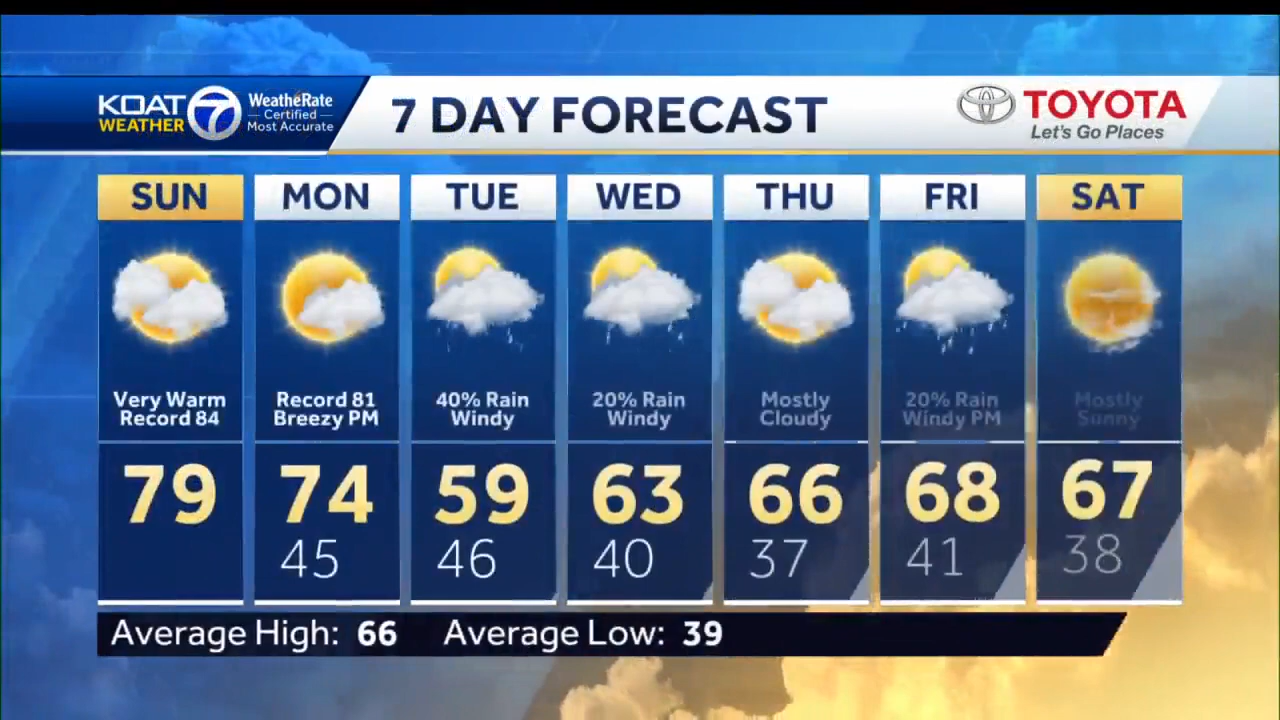 KOAT
WEATHER
7
WeatheRate
Certified
Most Accurate
7 DAY FORECAST
TOYOTA
Let's Go Places
SUN MON TUE WED THU FRI SAT
Very Warm
Record 84
Record 81
Breezy PM
40% Rain
Windy
20% Rain
Windy
Mostly
Cloudy
20% Rain
Windy PM
Mostly
Sunny
79 74 59 63 66 68 67
45 46 40 37 41 38
Average High: 66 Average Low: 39